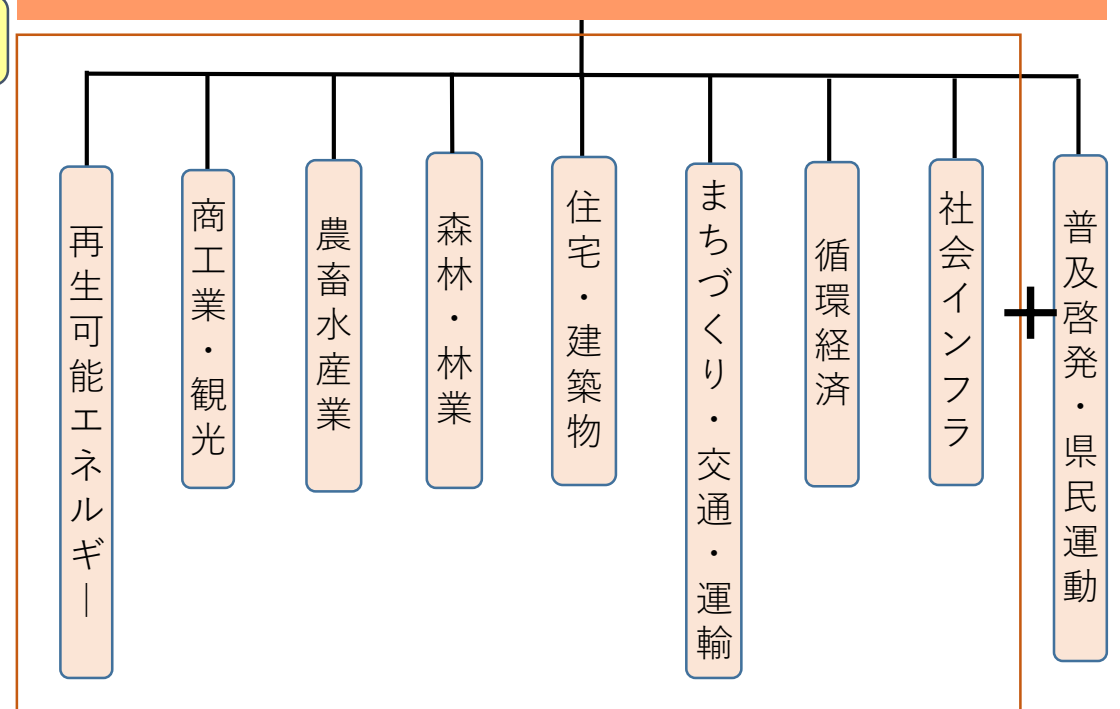 再生可能エネルギー
商工業・観光
農畜水産業
森林・林業
住宅・建築物
まちづくり・交通・運輸
循環経済
社会インフラ
+
普及啓発・県民運動